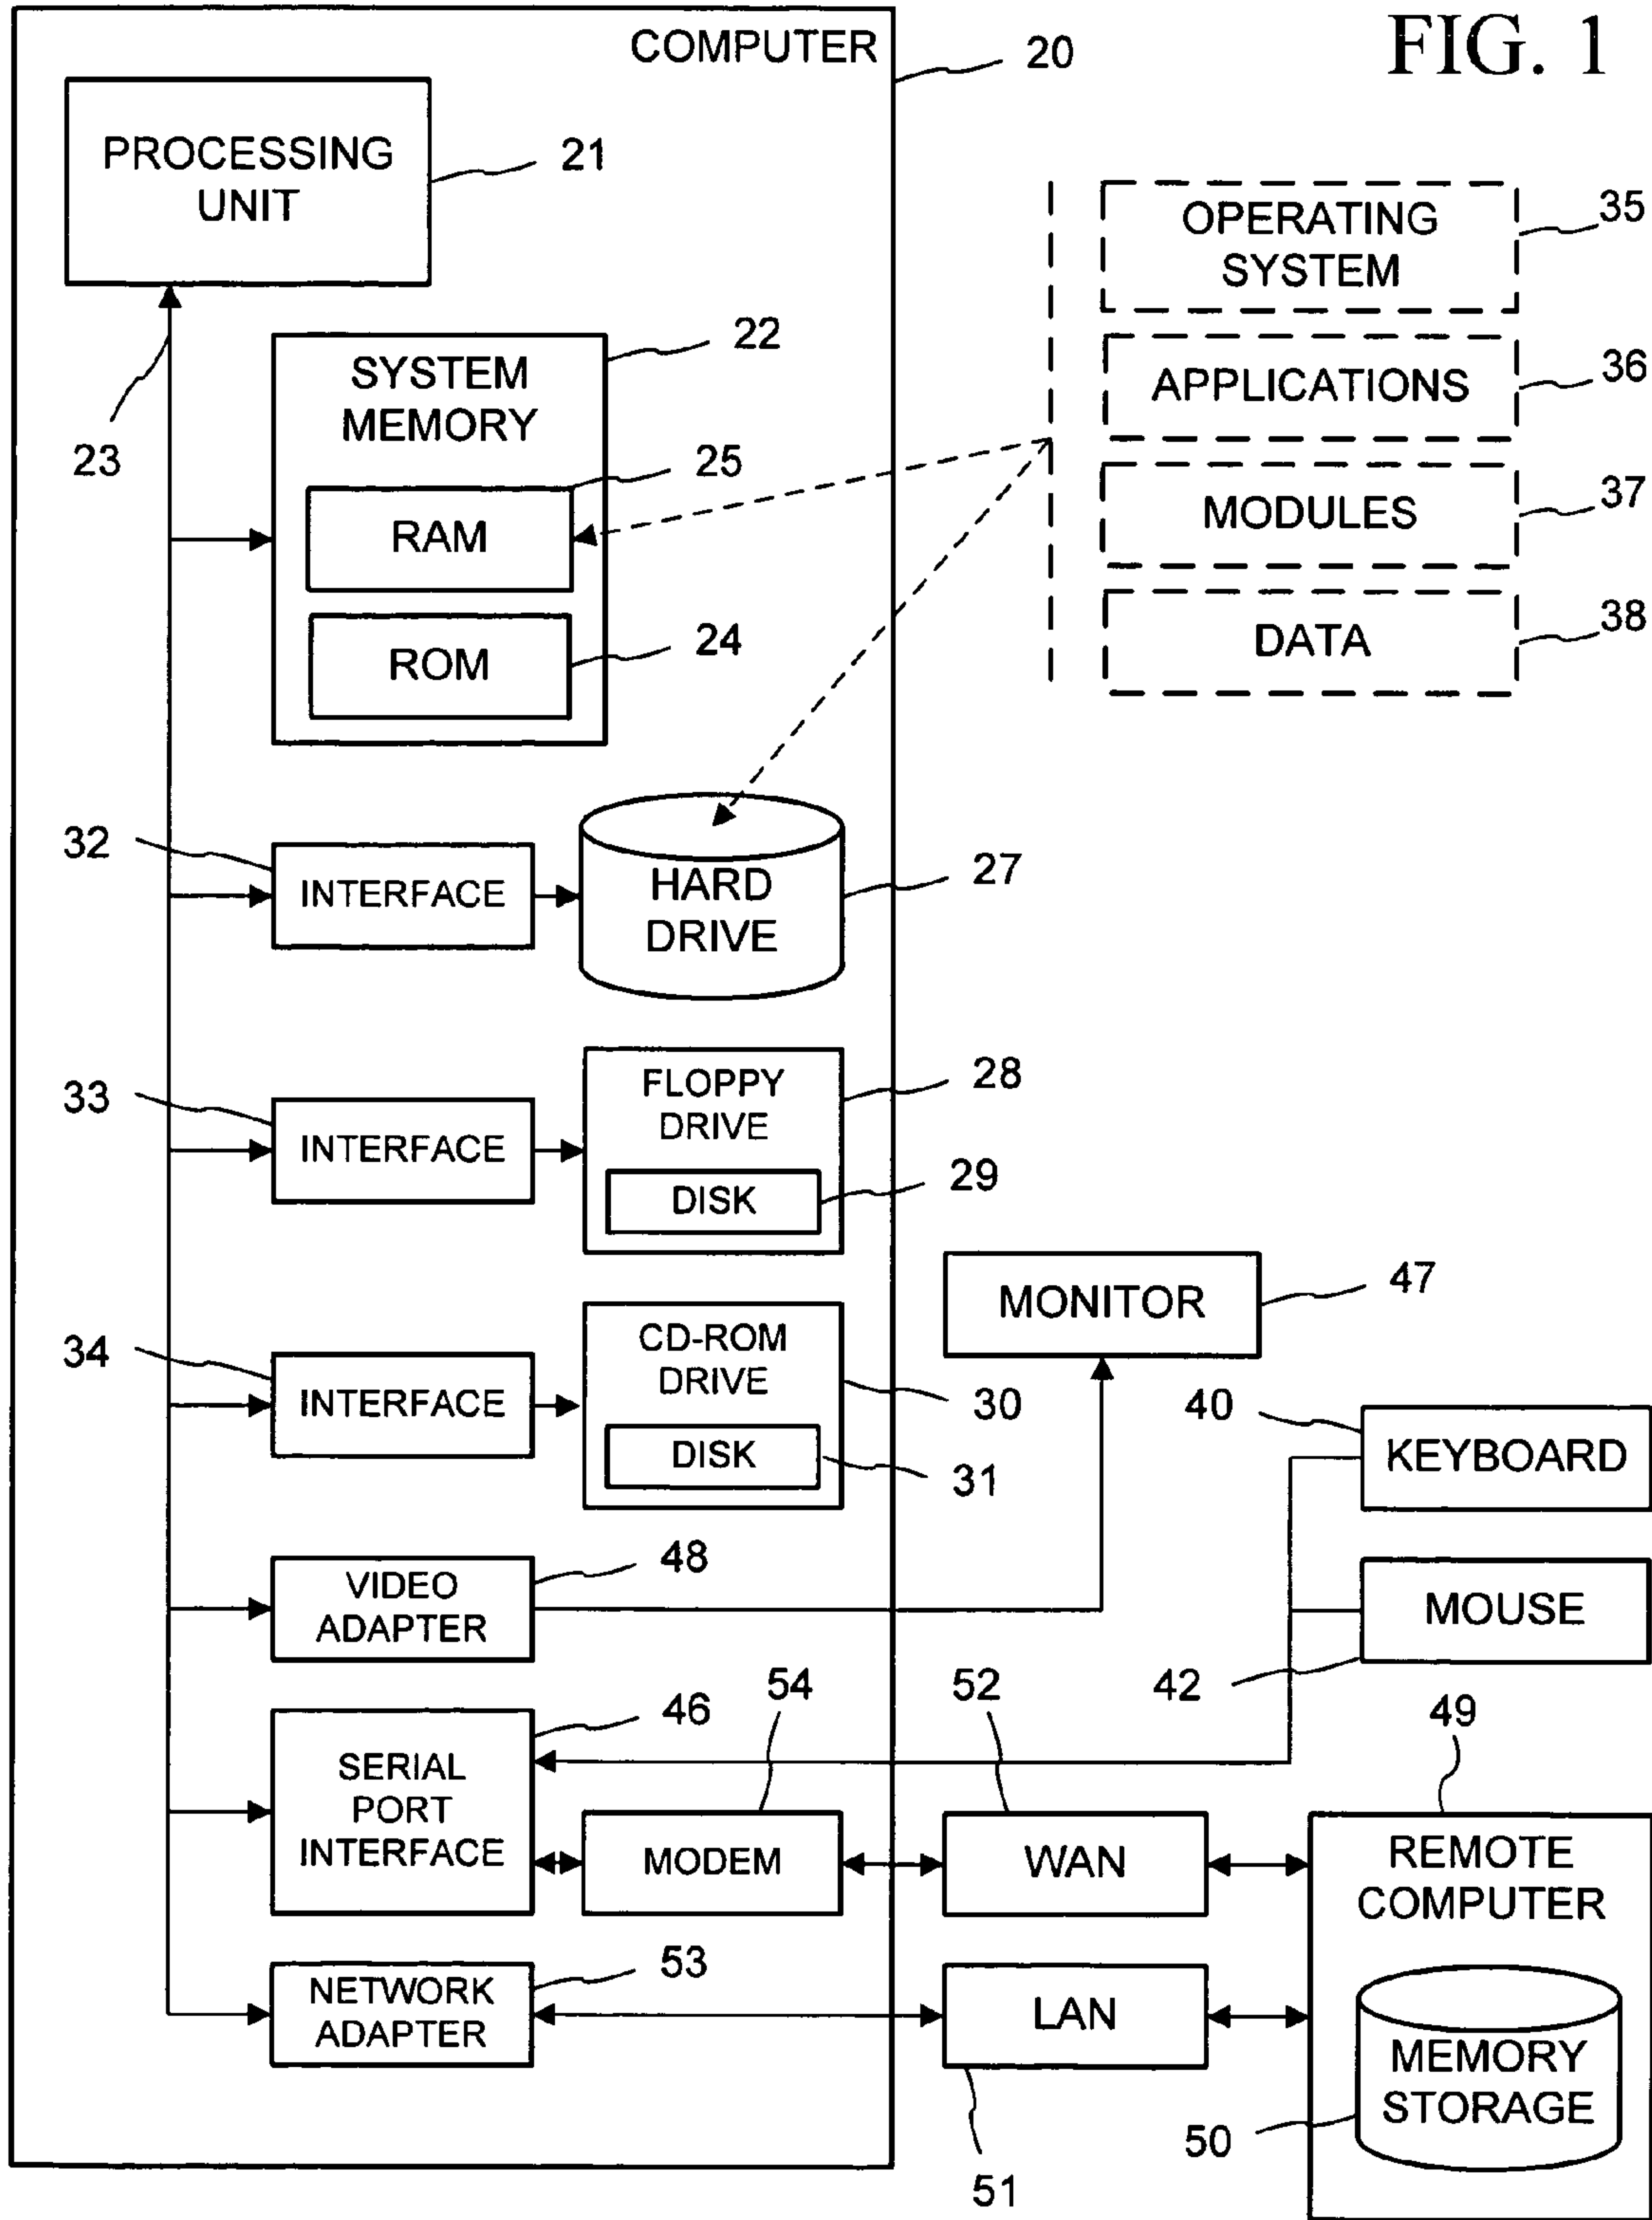 FIG. 1
COMPUTER
20
PROCESSING
UNIT
21
23
SYSTEM
MEMORY
22
RAM
25
ROM
24
OPERATING
SYSTEM
35
APPLICATIONS
36
MODULES
37
DATA
38
32
INTERFACE
HARD
DRIVE
27
33
INTERFACE
FLOPPY
DRIVE
28
DISK
29
34
INTERFACE
CD-ROM
DRIVE
30
DISK
31
MONITOR
47
40
KEYBOARD
MOUSE
42
VIDEO
ADAPTER
48
SERIAL
PORT
INTERFACE
46
54
MODEM
52
WAN
49
REMOTE
COMPUTER
NETWORK
ADAPTER
53
LAN
51
MEMORY
STORAGE
50